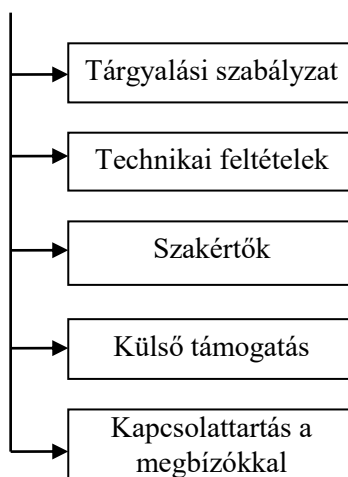 Tárgyalási szabályzat
Technikai feltételek
Szakértők
Külső támogatás
Kapcsolattartás a
megbízókkal